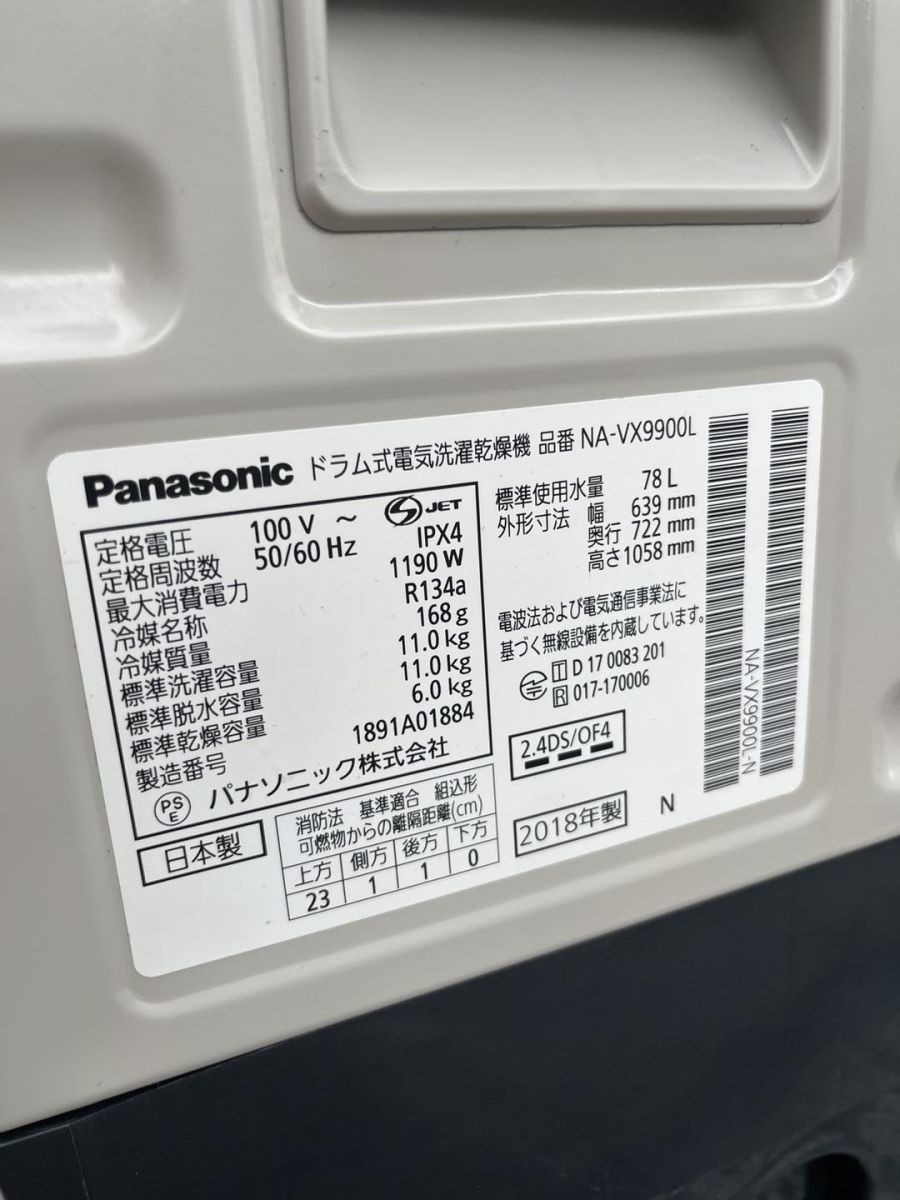 Panasonic ドラム式電気洗濯乾燥機 品番 NA-VX9900L
定格電圧 100 V ~ S JET
定格周波数 50/60 Hz IPX4
最大消費電力 1190 W
冷媒名称 R134a
冷媒質量 168 g
標準洗濯容量 11.0 kg
標準脱水容量 11.0 kg
標準乾燥容量 6.0 kg
製造番号 1891A01884
PS E パナソニック株式会社
日本製
消防法 基準適合 組込形
可燃物からの離隔距離(cm)
上方 側方 後方 下方
23 1 1 0
標準使用水量 78 L
外形寸法 幅 639 mm
奥行 722 mm
高さ 1058 mm
電波法および電気通信事業法に
基づく無線設備を内蔵しています。
T D 17 0083 201
R 017-170006
2.4DS/OF4
2018年製 N
NA-VX9900L-N